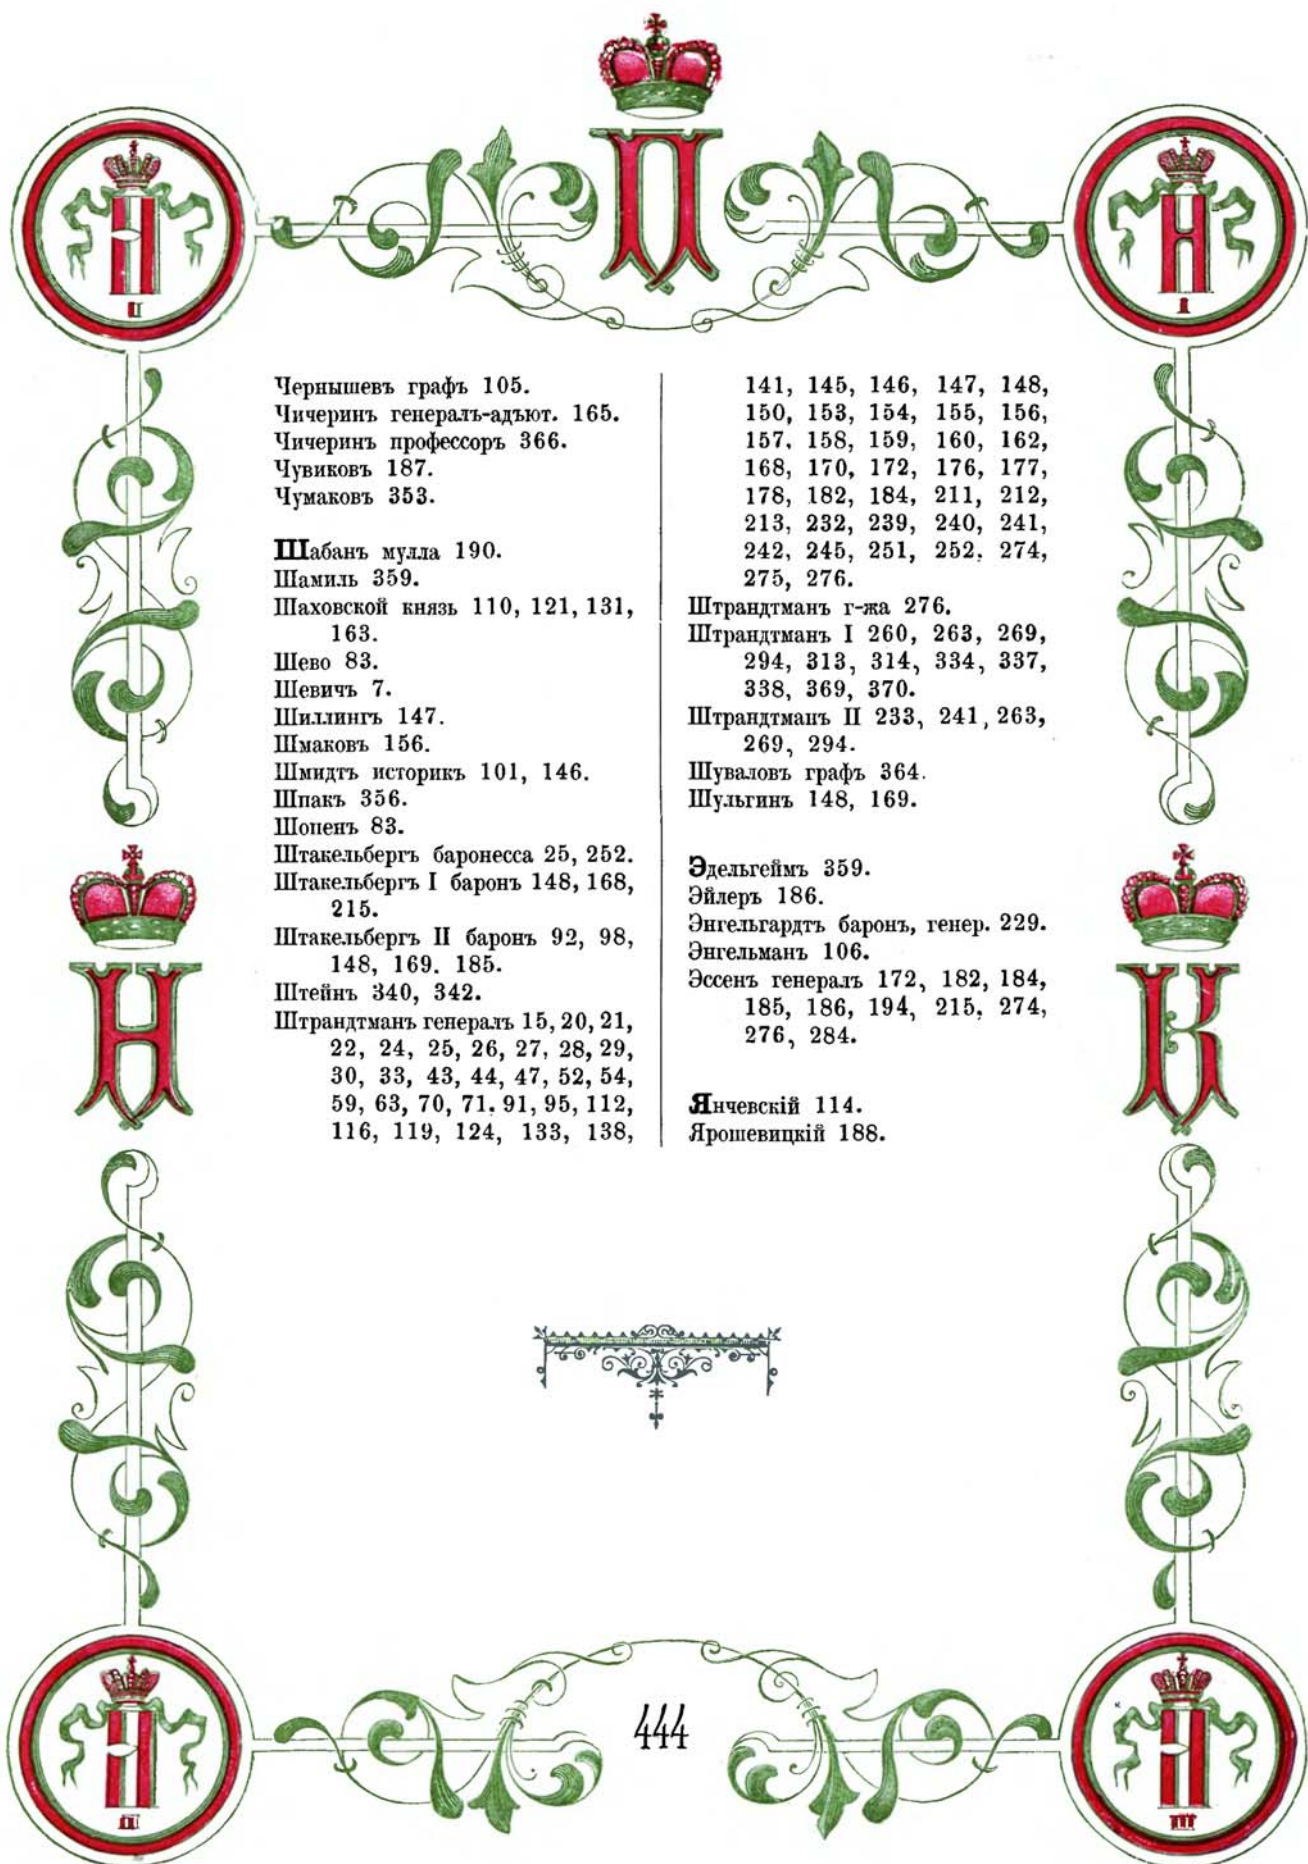 П
Чернышевъ графъ 105.
Чичеринъ генералъ-адъют. 165.
Чичеринъ профессоръ 366.
Чувиковъ 187.
Чумаковъ 353.
Шабанъ мулла 190.
Шамиль 359.
Шаховской князь 110, 121, 131,
163.
Шево 83.
Шевичъ 7.
Шиллингъ 147.
Шмаковъ 156.
Шмидтъ историкъ 101, 146.
Шпакъ 356.
Шопенъ 83.
Штакельбергъ баронесса 25, 252.
Штакельбергъ I баронъ 148, 168,
215.
Штакельбергъ II баронъ 92, 98,
148, 169. 185.
Штейнъ 340, 342.
Штрандтманъ генералъ 15, 20, 21,
22, 24, 25, 26, 27, 28, 29,
30, 33, 43, 44, 47, 52, 54,
59, 63, 70, 71. 91, 95, 112,
116, 119, 124, 133, 138,
141, 145, 146, 147, 148,
150, 153, 154, 155, 156,
157, 158, 159, 160, 162,
168, 170, 172, 176, 177,
178, 182, 184, 211, 212,
213, 232, 239, 240, 241,
242, 245, 251, 252. 274,
275, 276.
Штрандтманъ г-жа 276.
Штрандтманъ I 260, 263, 269,
294, 313, 314, 334, 337,
338, 369, 370.
Штрандтманъ II 233, 241, 263,
269, 294.
Шуваловъ графъ 364.
Шульгинъ 148, 169.
Эдельгеймъ 359.
Эйлеръ 186.
Энгельгардтъ баронъ, генер. 229.
Энгельманъ 106.
Эссенъ генералъ 172, 182, 184,
185, 186, 194, 215, 274,
276, 284.
Янчевскій 114.
Ярошевицкій 188.
Н
К
444